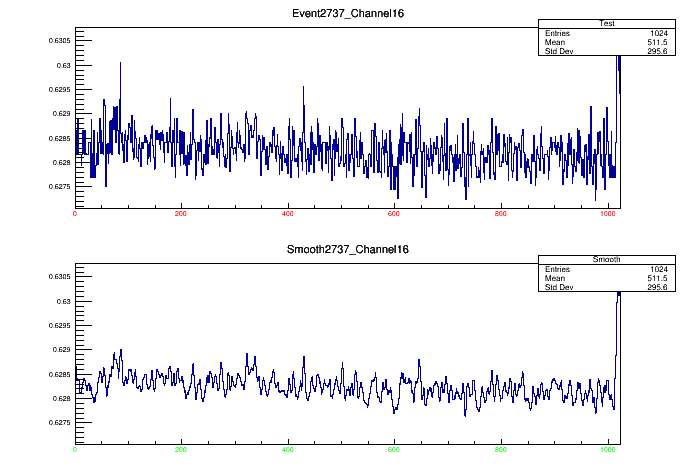 Event2737_Channel16
Test
Entries 1024
Mean 511.5
Std Dev 295.6
0.6305
0.63
0.6295
0.629
0.6285
0.628
0.6275
0 200 400 600 800 1000
Smooth2737_Channel16
Smooth
Entries 1024
Mean 511.5
Std Dev 295.6
0.6305
0.63
0.6295
0.629
0.6285
0.628
0.6275
0 200 400 600 800 1000